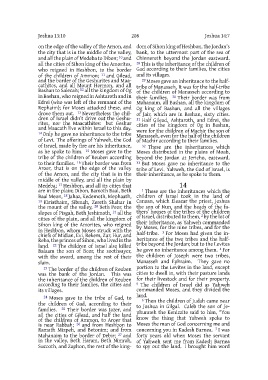 Joshua 13:10 206 Joshua 14:7
on the edge of the valley of the Arnon, and
the city that is in the middle of the valley,
and all the plain of Medeba to Dibon; 10 and
all the cities of Sihon king of the Amorites,
who reigned in Heshbon, to the border
of the children of Ammon; 11 and Gilead,
and the border of the Geshurites and Maa-
cathites, and all Mount Hermon, and all
Bashan to Salecah; 12 all the kingdom of Og
in Bashan, who reigned in Ashtaroth and in
Edrei (who was left of the remnant of the
Rephaim); for Moses attacked these, and
drove them out. 13 Nevertheless the chil-
dren of Israel didn’t drive out the Geshu-
rites, nor the Maacathites: but Geshur
and Maacath live within Israel to this day.
14 Only he gave no inheritance to the tribe
of Levi. The offerings of Yahweh, the God
of Israel, made by fire are his inheritance,
as he spoke to him. 15 Moses gave to the
tribe of the children of Reuben according
to their families. 16 Their border was from
Aroer, that is on the edge of the valley
of the Arnon, and the city that is in the
middle of the valley, and all the plain by
Medeba; 17 Heshbon, and all its cities that
are in the plain; Dibon, Bamoth Baal, Beth
Baal Meon, 18 Jahaz, Kedemoth, Mephaath,
19 Kiriathaim, Sibmah, Zereth Shahar in
the mount of the valley, 20 Beth Peor, the
slopes of Pisgah, Beth Jeshimoth, 21 all the
cities of the plain, and all the kingdom of
Sihon king of the Amorites, who reigned
in Heshbon, whom Moses struck with the
chiefs of Midian, Evi, Rekem, Zur, Hur, and
Reba, the princes of Sihon, who lived in the
land. 22 The children of Israel also killed
Balaam the son of Beor, the soothsayer,
with the sword, among the rest of their
slain.
23 The border of the children of Reuben
was the bank of the Jordan. This was
the inheritance of the children of Reuben
according to their families, the cities and
its villages.
24 Moses gave to the tribe of Gad, to
the children of Gad, according to their
families. 25 Their border was Jazer, and
all the cities of Gilead, and half the land
of the children of Ammon, to Aroer that
is near Rabbah; 26 and from Heshbon to
Ramath Mizpeh, and Betonim; and from
Mahanaim to the border of Debir; 27 and
in the valley, Beth Haram, Beth Nimrah,
Succoth, and Zaphon, the rest of the king-
dom of Sihon king of Heshbon, the Jordan’s
bank, to the uttermost part of the sea of
Chinnereth beyond the Jordan eastward.
28 This is the inheritance of the children of
Gad according to their families, the cities
and its villages.
29 Moses gave an inheritance to the half-
tribe of Manasseh. It was for the half-tribe
of the children of Manasseh according to
their families. 30 Their border was from
Mahanaim, all Bashan, all the kingdom of
Og king of Bashan, and all the villages
of Jair, which are in Bashan, sixty cities.
31 Half Gilead, Ashtaroth, and Edrei, the
cities of the kingdom of Og in Bashan,
were for the children of Machir the son of
Manasseh, even for the half of the children
of Machir according to their families.
32 These are the inheritances which
Moses distributed in the plains of Moab,
beyond the Jordan at Jericho, eastward.
33 But Moses gave no inheritance to the
tribe of Levi. Yahweh, the God of Israel, is
their inheritance, as he spoke to them.
14
1 These are the inheritances which the
children of Israel took in the land of
Canaan, which Eleazar the priest, Joshua
the son of Nun, and the heads of the fa-
thers’ houses of the tribes of the children
of Israel, distributed to them, 2 by the lot of
their inheritance, as Yahweh commanded
by Moses, for the nine tribes, and for the
half-tribe. 3 For Moses had given the in-
heritance of the two tribes and the half-
tribe beyond the Jordan; but to the Levites
he gave no inheritance among them. 4 For
the children of Joseph were two tribes,
Manasseh and Ephraim. They gave no
portion to the Levites in the land, except
cities to dwell in, with their pasture lands
for their livestock and for their property.
5 The children of Israel did as Yahweh
commanded Moses, and they divided the
land.
6 Then the children of Judah came near
to Joshua in Gilgal. Caleb the son of Je-
phunneh the Kenizzite said to him, “You
know the thing that Yahweh spoke to
Moses the man of God concerning me and
concerning you in Kadesh Barnea. 7 I was
forty years old when Moses the servant
of Yahweh sent me from Kadesh Barnea
to spy out the land. I brought him word